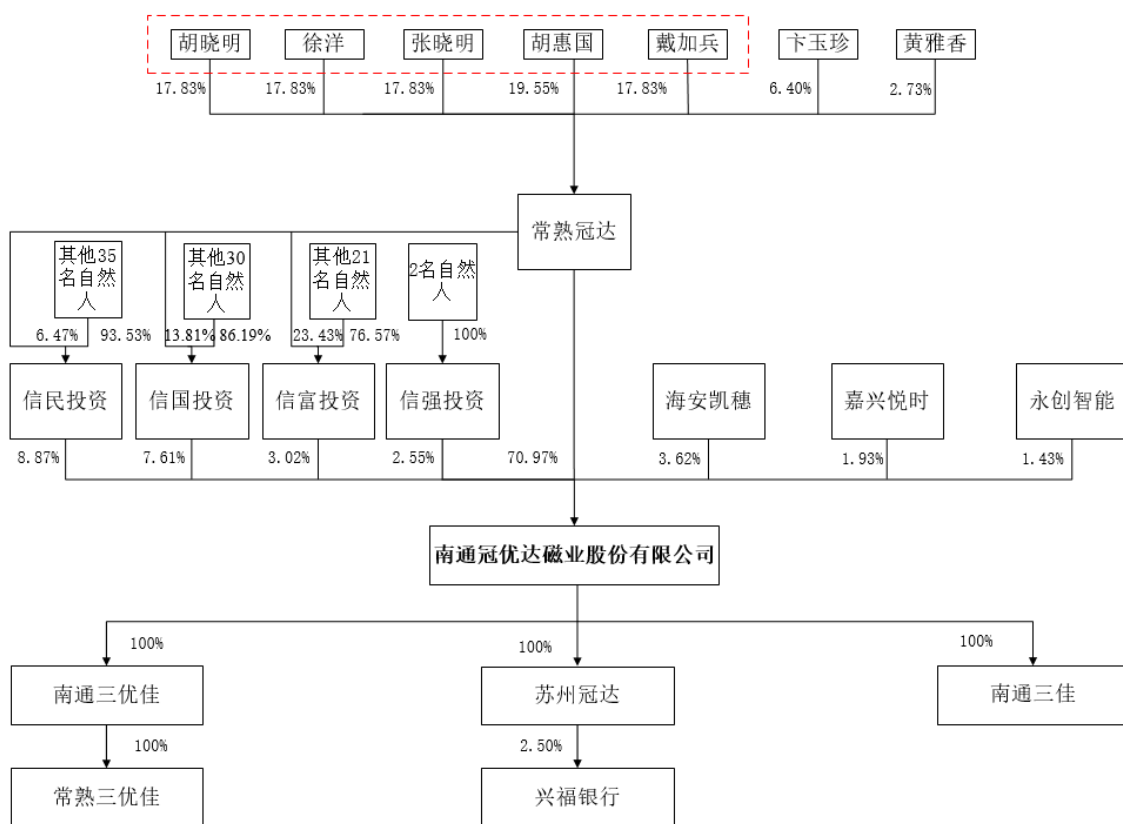 胡晓明 徐洋 张晓明 胡惠国 戴加兵 卞玉珍 黄雅香
17.83% 17.83% 17.83% 19.55% 17.83% 6.40% 2.73%
常熟冠达
其他35
名自然
人
其他30
名自然
人
其他21
名自然
人
2名自然
人
6.47% 93.53% 13.81% 86.19% 23.43% 76.57% 100%
信民投资 信国投资 信富投资 信强投资 海安凯穗 嘉兴悦时 永创智能
8.87% 7.61% 3.02% 2.55% 70.97% 3.62% 1.93% 1.43%
南通冠优达磁业股份有限公司
100% 100% 100%
南通三优佳 苏州冠达 南通三佳
100% 2.50%
常熟三优佳 兴福银行